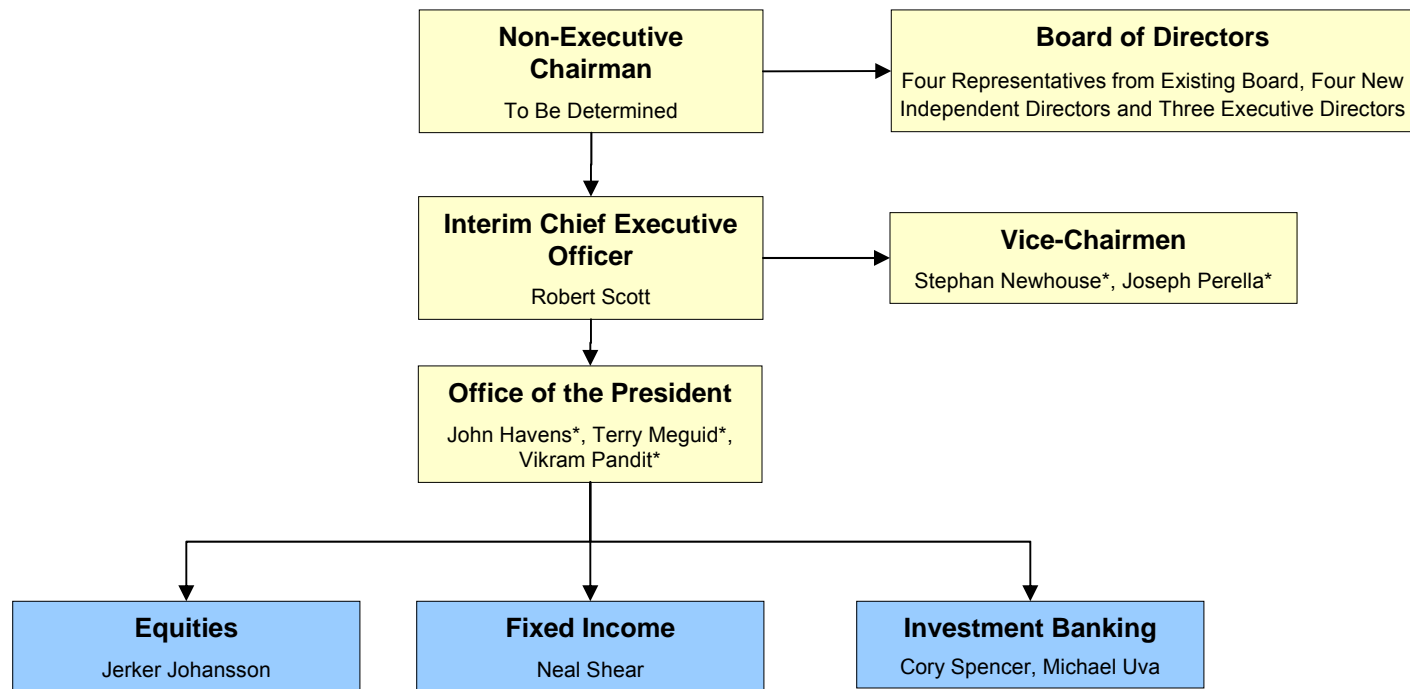 Non-Executive
Chairman
To Be Determined
Board of Directors
Four Representatives from Existing Board, Four New
Independent Directors and Three Executive Directors
Interim Chief Executive
Officer
Robert Scott
Vice-Chairmen
Stephan Newhouse*, Joseph Perella*
Office of the President
John Havens*, Terry Meguid*,
Vikram Pandit*
Equities
Jerker Johansson
Fixed Income
Neal Shear
Investment Banking
Cory Spencer, Michael Uva